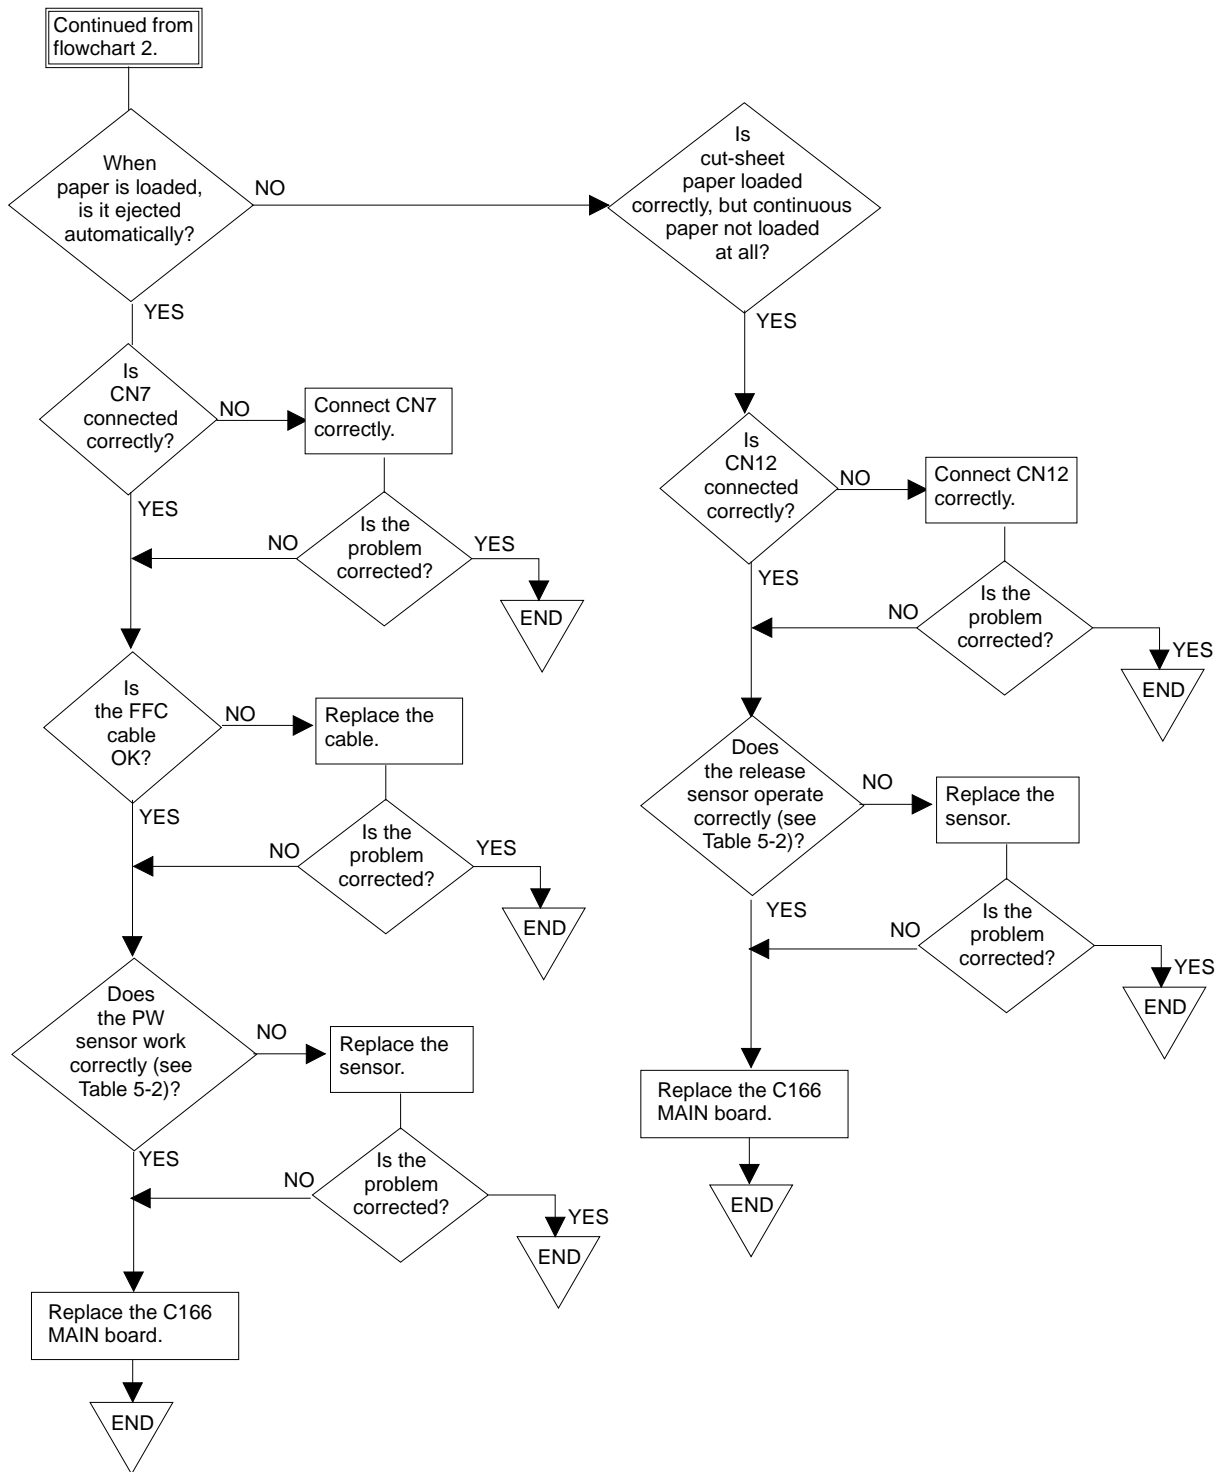 Continued from
flowchart 2.
When
paper is loaded,
is it ejected
automatically?
NO
YES
Is
cut-sheet
paper loaded
correctly, but continuous
paper not loaded
at all?
YES
Is
CN7
connected
correctly?
NO
Connect CN7
correctly.
YES
Is the
problem
corrected?
NO
YES
END
Is
the FFC
cable
OK?
NO
Replace the
cable.
YES
Is the
problem
corrected?
NO
YES
END
Does
the PW
sensor work
correctly (see
Table 5-2)?
NO
Replace the
sensor.
YES
Is the
problem
corrected?
NO
YES
END
Replace the C166
MAIN board.
END
Is
CN12
connected
correctly?
NO
Connect CN12
correctly.
YES
Is the
problem
corrected?
NO
YES
END
Does
the release
sensor operate
correctly (see
Table 5-2)?
NO
Replace the
sensor.
YES
Is the
problem
corrected?
NO
YES
END
Replace the C166
MAIN board.
END